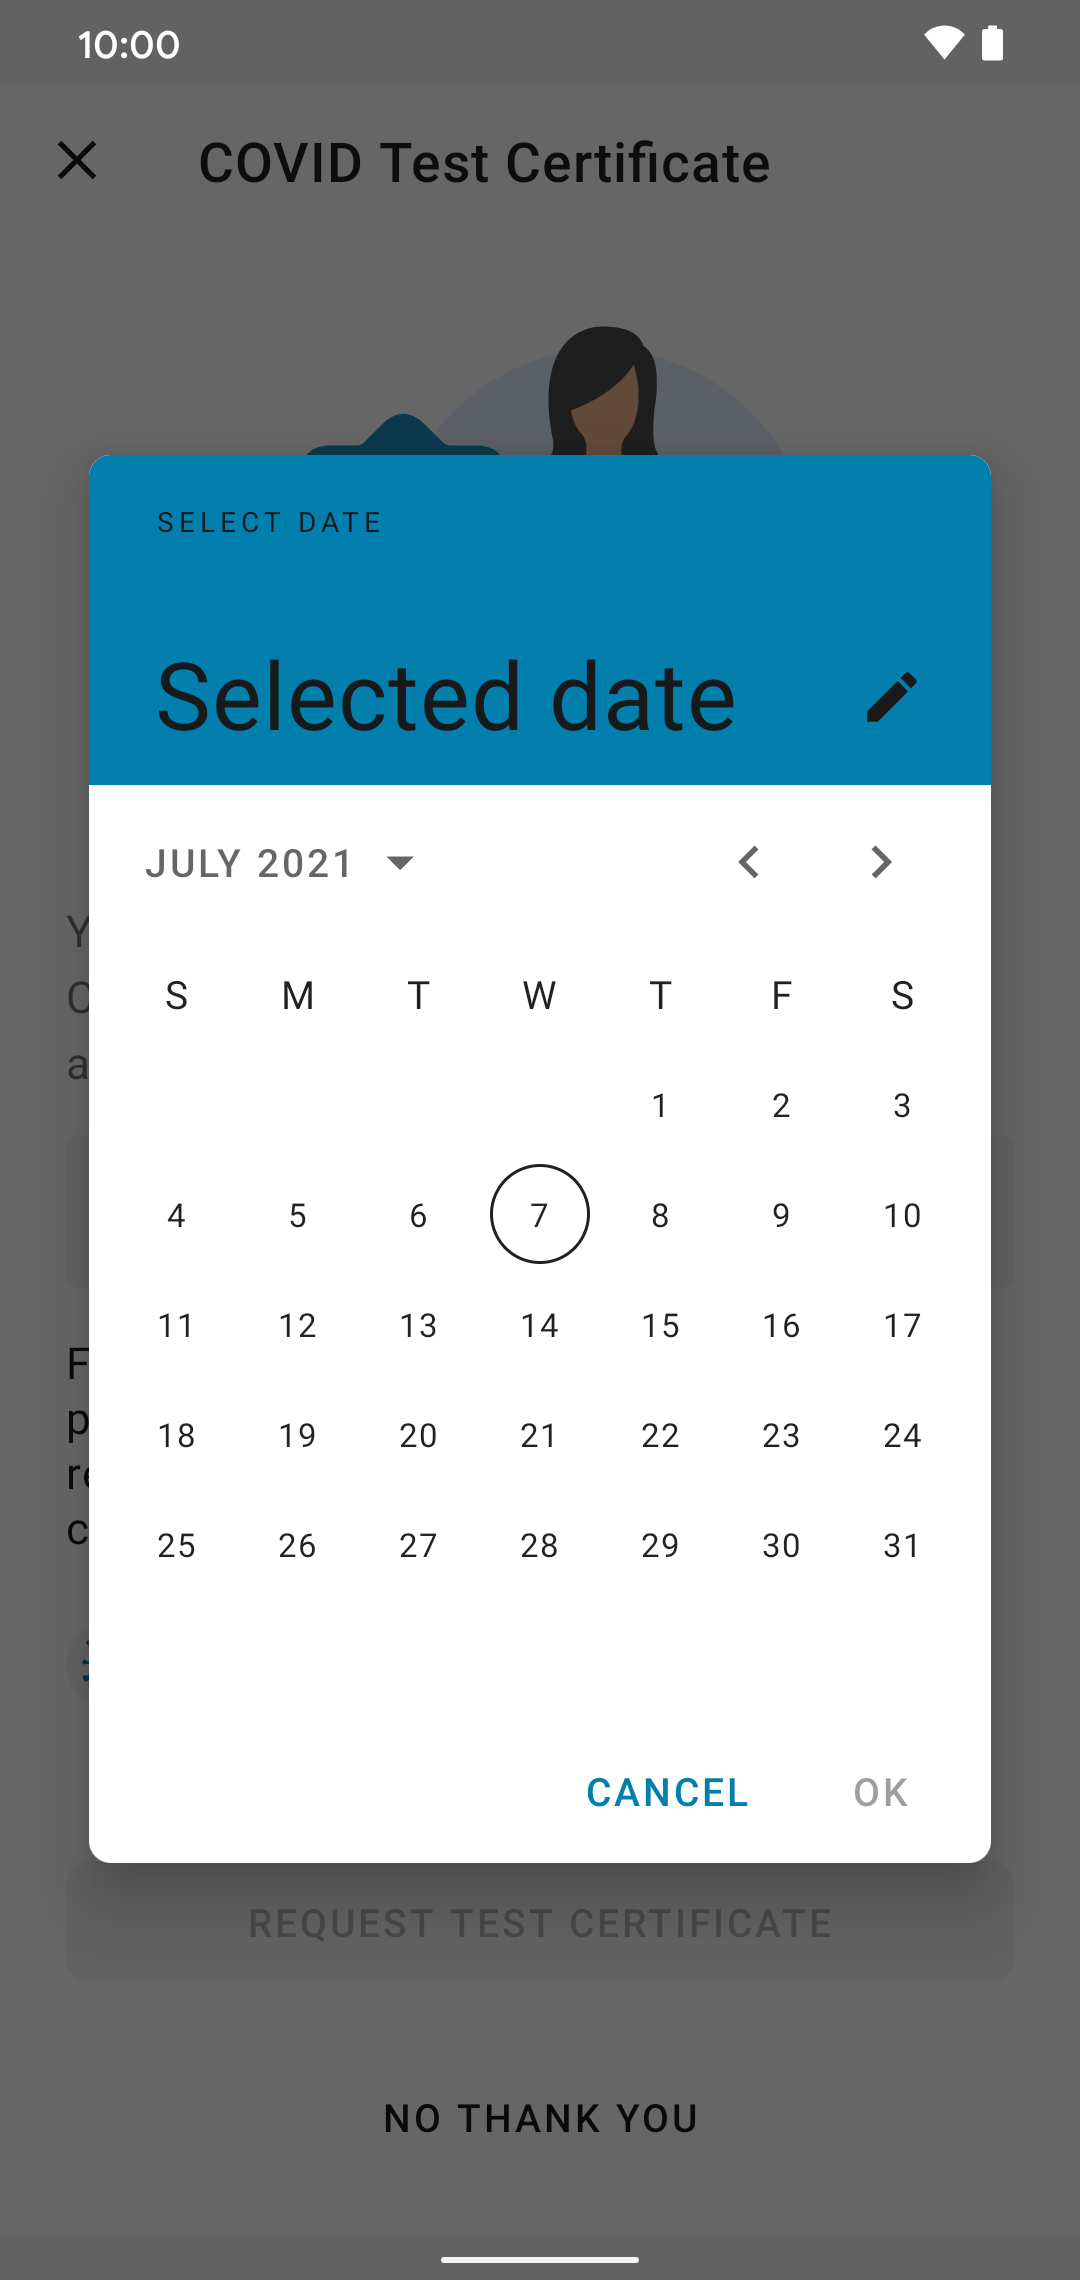 10:00
COVID Test Certificate
SELECT DATE
Selected date
JULY 2021
S M T W T F S
1 2 3
4 5 6 7 8 9 10
11 12 13 14 15 16 17
18 19 20 21 22 23 24
25 26 27 28 29 30 31
CANCEL OK
REQUEST TEST CERTIFICATE
NO THANK YOU